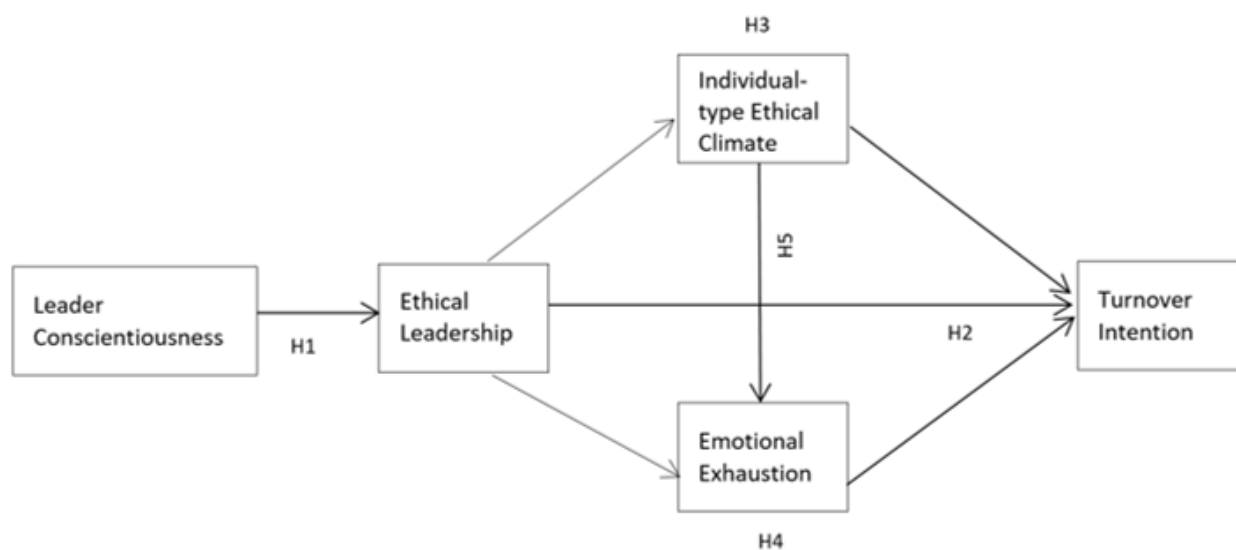 H3
Individual-
type Ethical
Climate
H5
Leader
Conscientiousness
H1
Ethical
Leadership
H2
Turnover
Intention
Emotional
Exhaustion
H4